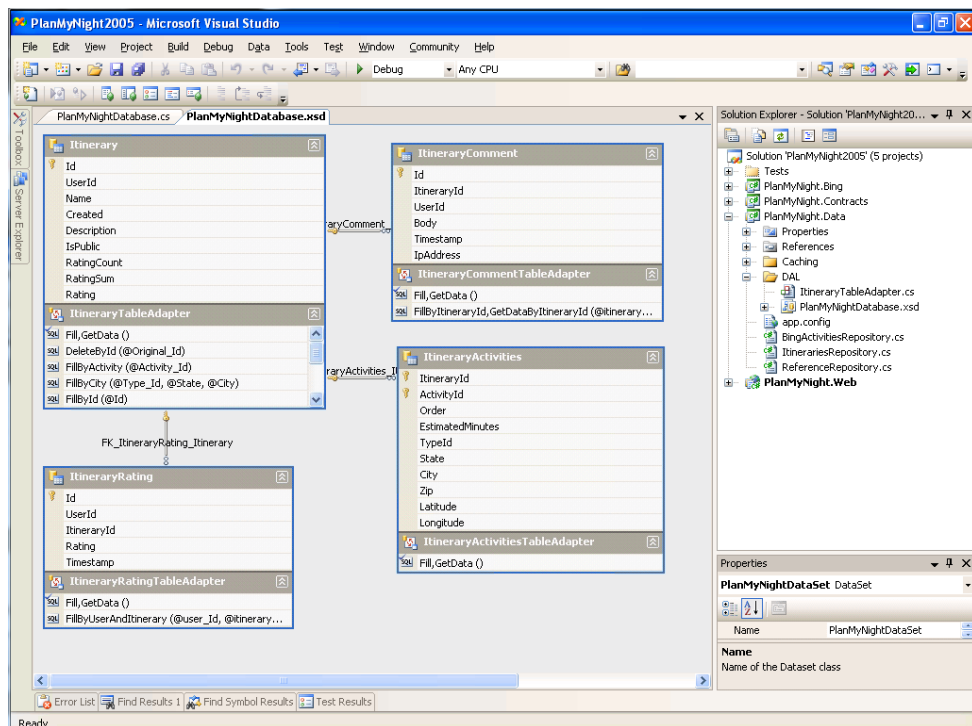 PlanMyNight2005 - Microsoft Visual Studio
File Edit View Project Build Debug Data Tools Test Window Community Help
Debug Any CPU
Toolbox
Server Explorer
PlanMyNightDatabase.cs PlanMyNightDatabase.xsd
Itinerary
Id
UserId
Name
Created
Description
IsPublic
RatingCount
RatingSum
Rating
ItineraryTableAdapter
Fill,GetData ()
DeleteById (@Original_Id)
FillByActivity (@Activity_Id)
FillByCity (@Type_Id, @State, @City)
FillById (@Id)
FK_ItineraryRating_Itinerary
ItineraryRating
Id
UserId
ItineraryId
Rating
Timestamp
ItineraryRatingTableAdapter
Fill,GetData ()
FillByUserAndItinerary (@user_Id, @itinerary...
raryComment_
ItineraryComment
Id
ItineraryId
UserId
Body
Timestamp
IpAddress
ItineraryCommentTableAdapter
Fill,GetData ()
FillByItineraryId,GetDataByItineraryId (@itinerary...
raryActivities_It
ItineraryActivities
ItineraryId
ActivityId
Order
EstimatedMinutes
TypeId
State
City
Zip
Latitude
Longitude
ItineraryActivitiesTableAdapter
Fill,GetData ()
Solution Explorer - Solution 'PlanMyNight20...
Solution 'PlanMyNight2005' (5 projects)
Tests
PlanMyNight.Bing
PlanMyNight.Contracts
PlanMyNight.Data
Properties
References
Caching
DAL
ItineraryTableAdapter.cs
PlanMyNightDatabase.xsd
app.config
BingActivitiesRepository.cs
ItinerariesRepository.cs
ReferenceRepository.cs
PlanMyNight.Web
Properties
PlanMyNightDataSet DataSet
Name PlanMyNightDataSet
Name
Name of the Dataset class
Error List Find Results 1 Find Symbol Results Test Results
Ready